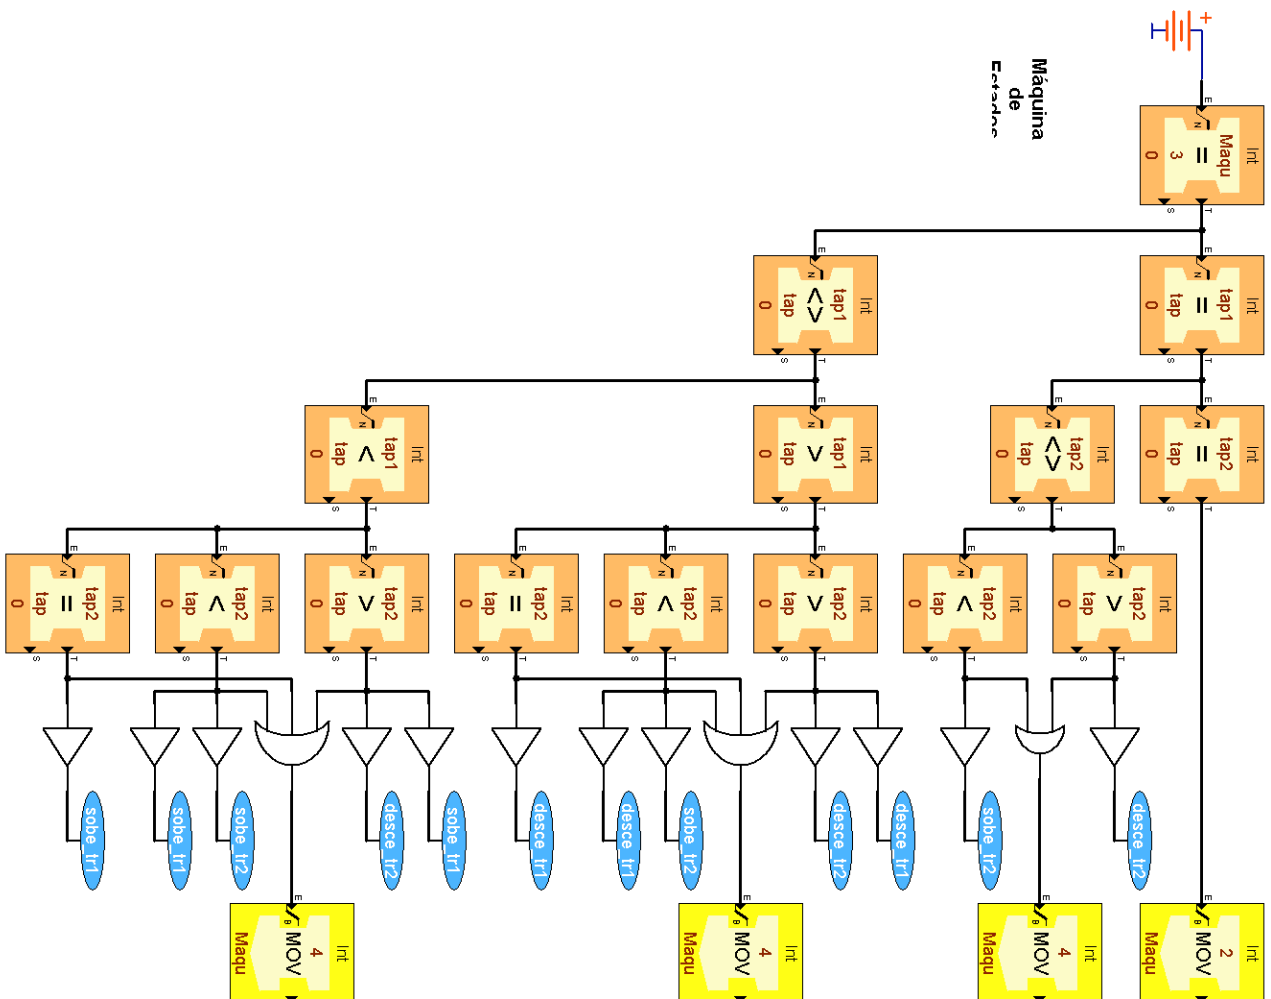 +
Máquina
de
E
N
Int
Maqu
=
3
0
T
S
E
N
Int
tap1
=
tap
0
T
S
E
N
Int
tap2
=
tap
0
T
S
E
B
Int
2
MOV
Maqu
E
N
Int
tap2
<>
tap
0
T
S
E
N
Int
tap2
>
tap
0
T
S
desce_tr2
E
N
Int
tap2
<
tap
0
T
S
sobe_tr2
E
B
Int
4
MOV
Maqu
E
N
Int
tap1
<>
tap
0
T
S
E
N
Int
tap1
>
tap
0
T
S
E
N
Int
tap2
>
tap
0
T
S
desce_tr1
desce_tr2
E
N
Int
tap2
<
tap
0
T
S
sobe_tr2
desce_tr1
E
N
Int
tap2
=
tap
0
T
S
desce_tr1
E
B
Int
4
MOV
Maqu
E
N
Int
tap1
<
tap
0
T
S
E
N
Int
tap2
>
tap
0
T
S
sobe_tr1
desce_tr2
E
N
Int
tap2
<
tap
0
T
S
sobe_tr2
sobe_tr1
E
N
Int
tap2
=
tap
0
T
S
sobe_tr1
E
B
Int
4
MOV
Maqu